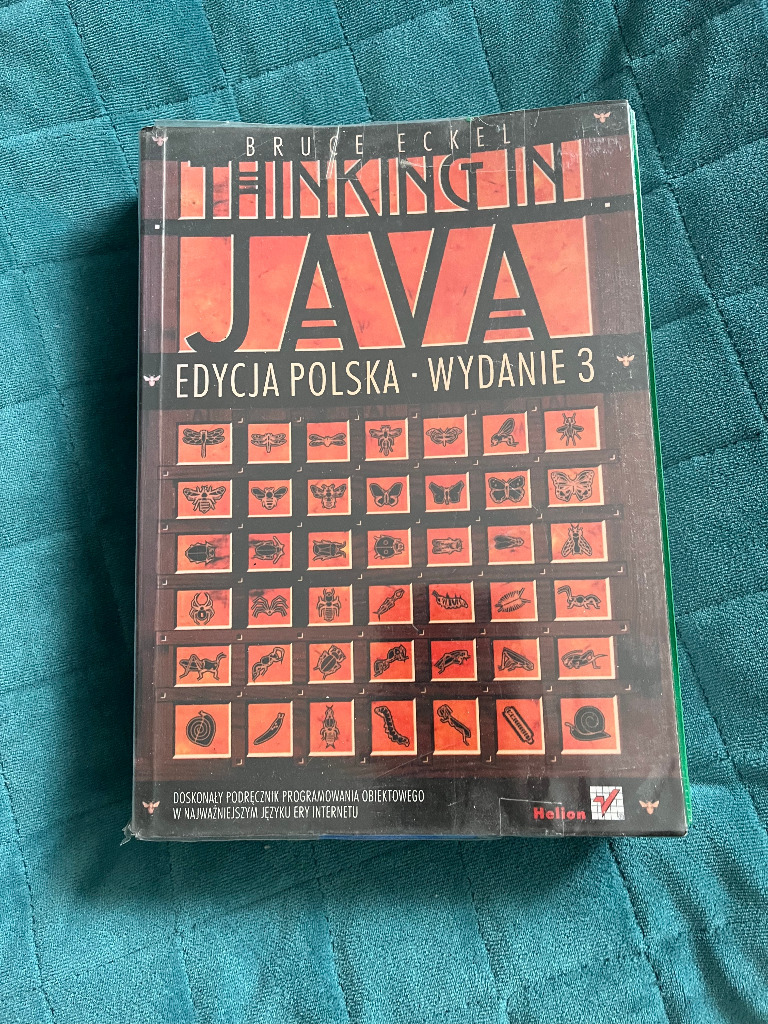 BRUCE ECKEL
THINKING IN
JAVA
EDYCJA POLSKA · WYDANIE 3
DOSKONAŁY PODRĘCZNIK PROGRAMOWANIA OBIEKTOWEGO
W NAJWAŻNIEJSZYM JĘZYKU ERY INTERNETU
Helion